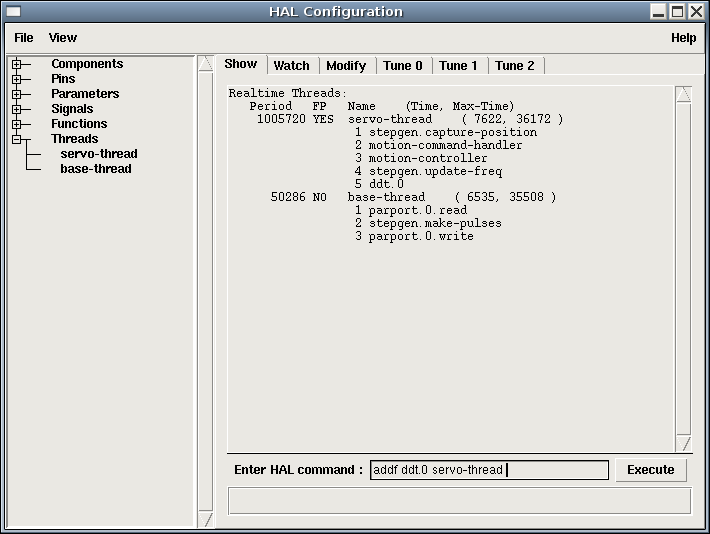 HAL Configuration
File View Help
Components
Pins
Parameters
Signals
Functions
Threads
servo-thread
base-thread
Show Watch Modify Tune 0 Tune 1 Tune 2
Realtime Threads:
Period FP Name (Time, Max-Time)
1005720 YES servo-thread ( 7622, 36172 )
1 stepgen.capture-position
2 motion-command-handler
3 motion-controller
4 stepgen.update-freq
5 ddt.0
50286 NO base-thread ( 6535, 35508 )
1 parport.0.read
2 stepgen.make-pulses
3 parport.0.write
Enter HAL command : addf ddt.0 servo-thread Execute